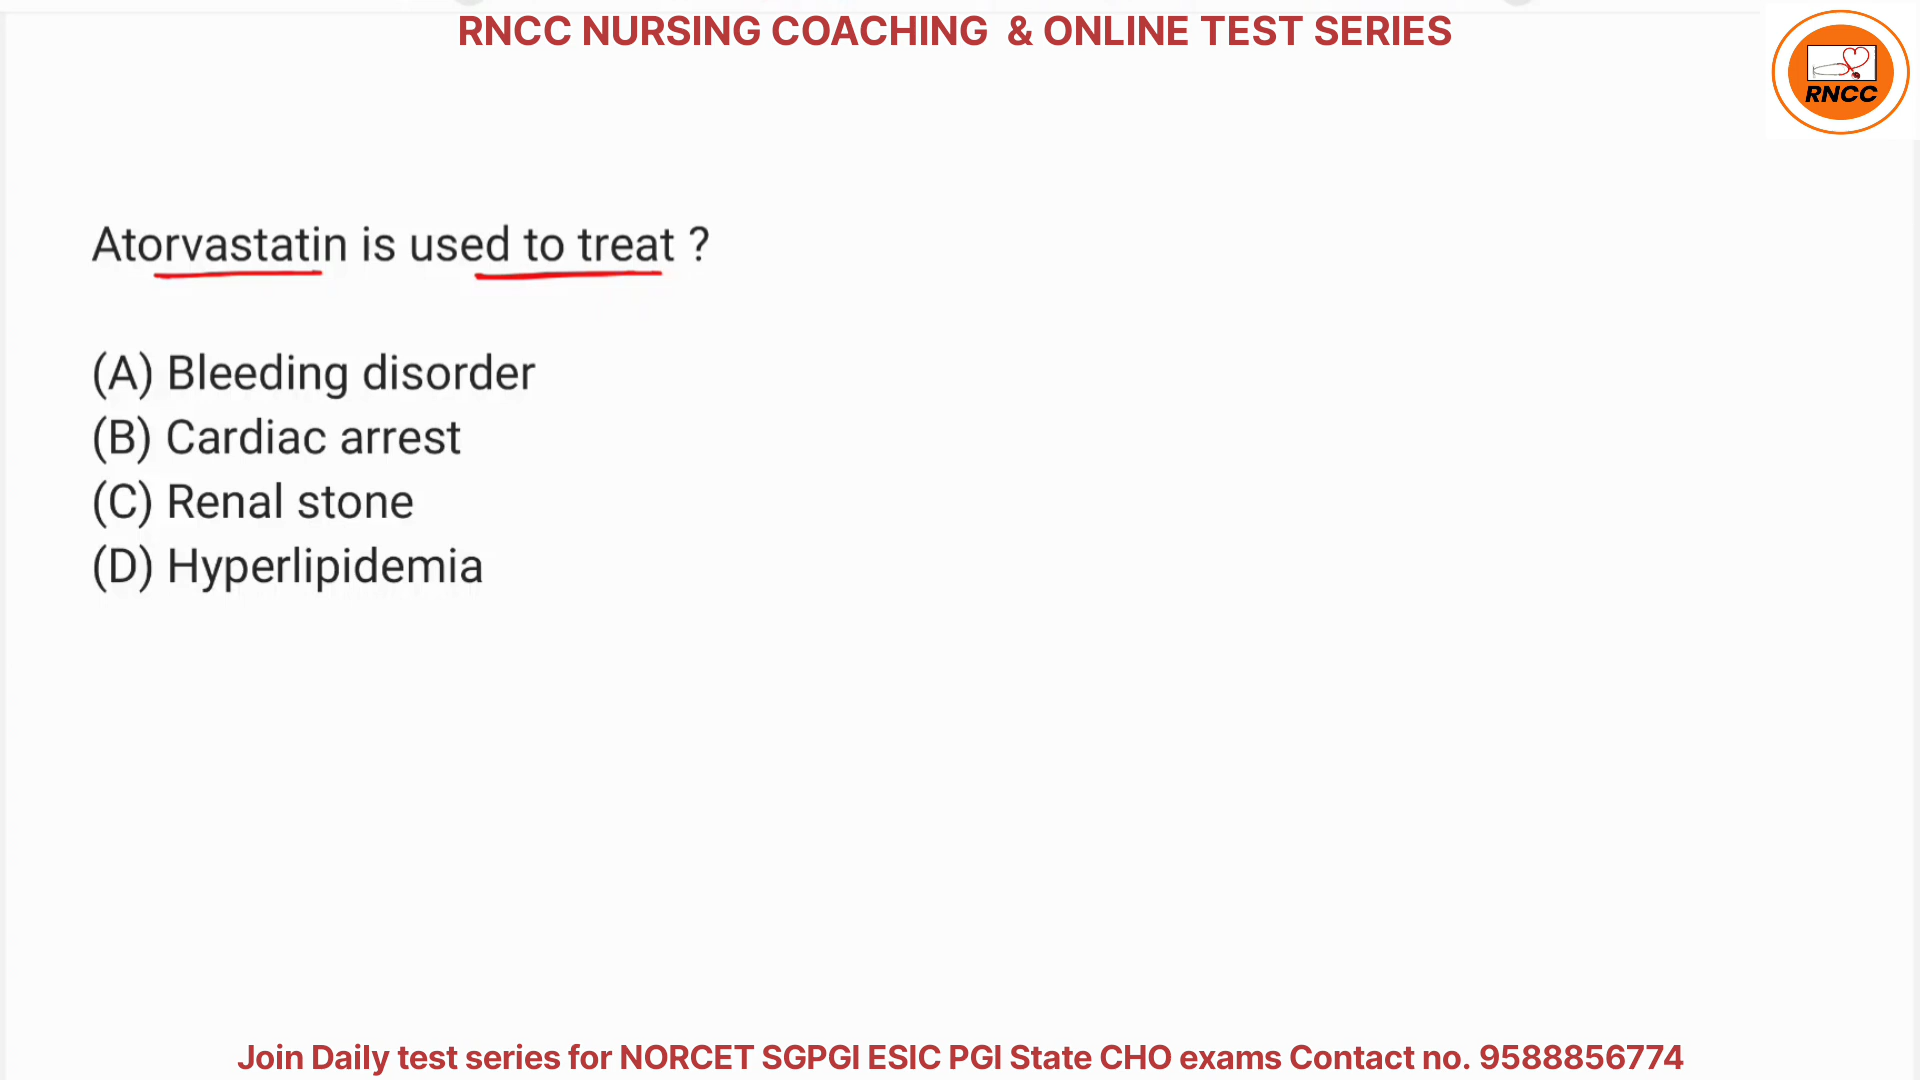 RNCC NURSING COACHING & ONLINE TEST SERIES
RNCC
Atorvastatin is used to treat ?
(A) Bleeding disorder
(B) Cardiac arrest
(C) Renal stone
(D) Hyperlipidemia
Join Daily test series for NORCET SGPGI ESIC PGI State CHO exams Contact no. 9588856774